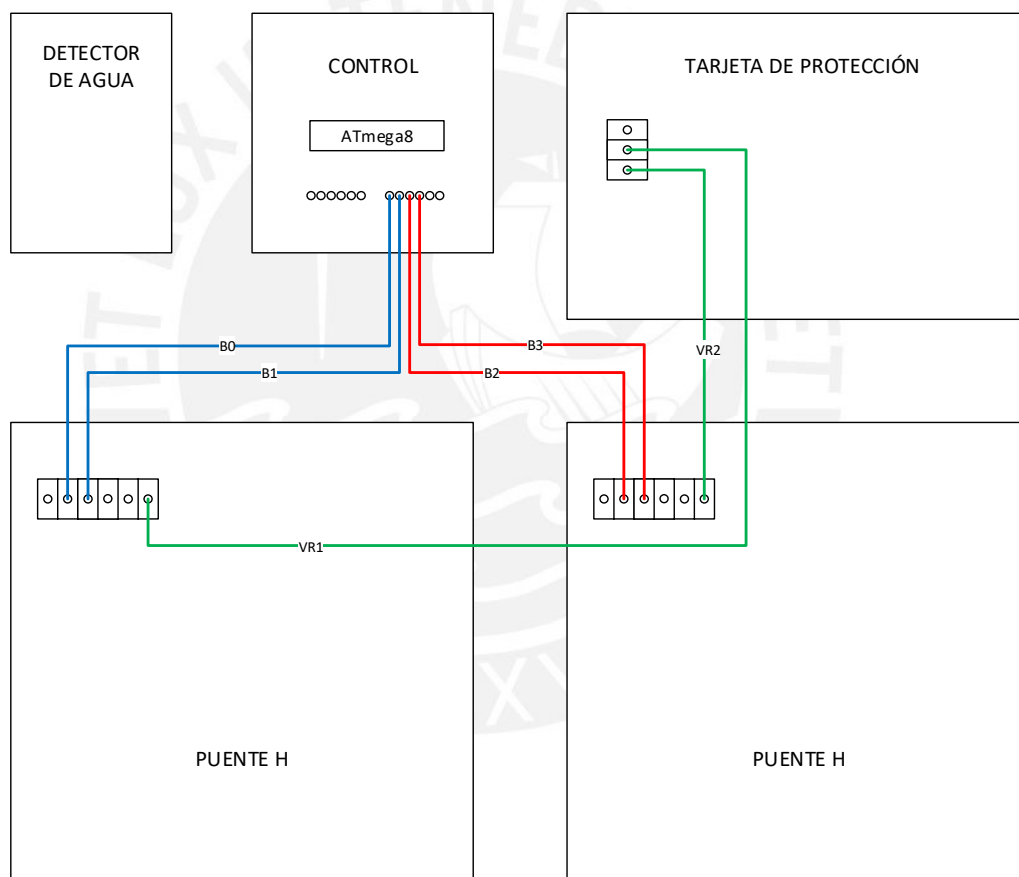 DETECTOR
DE AGUA
CONTROL
ATmega8
TARJETA DE PROTECCIÓN
B0
B1
B3
B2
VR2
VR1
PUENTE H
PUENTE H